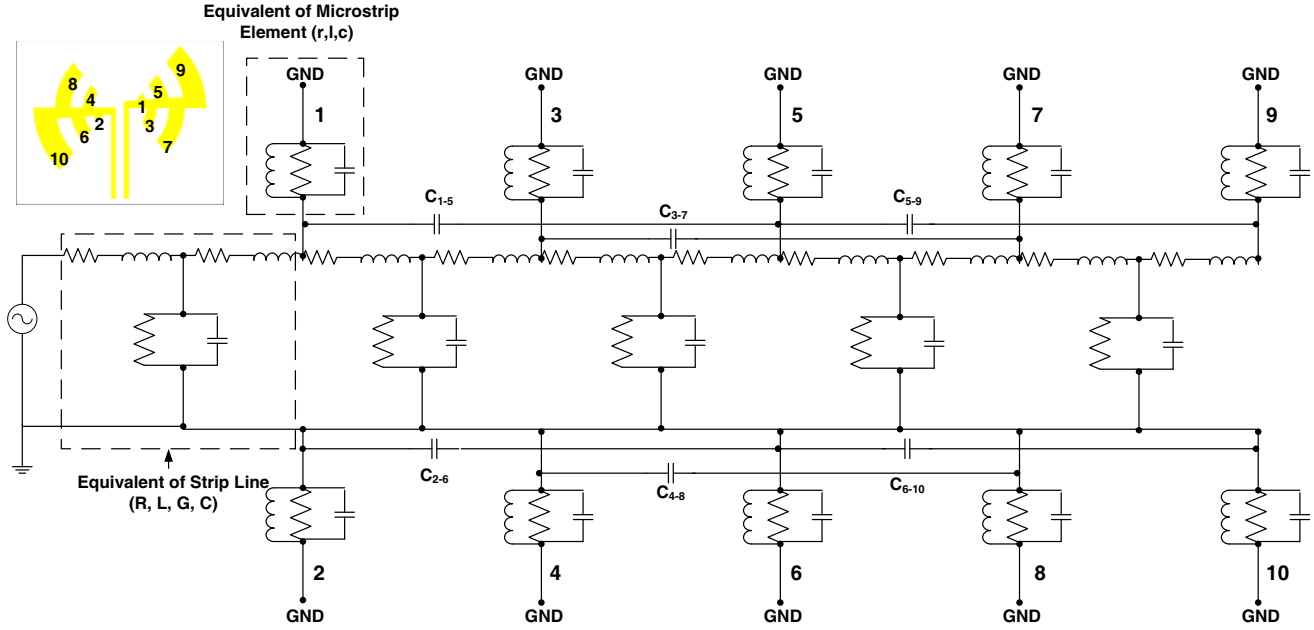 Equivalent of Microstrip
Element (r,l,c)
9
8
5
4
1
2
3
6
7
10
GND
GND
GND
GND
GND
1
3
5
7
9
C1-5
C3-7
C5-9
C2-6
C4-8
C6-10
Equivalent of Strip Line
(R, L, G, C)
2
4
6
8
10
GND
GND
GND
GND
GND